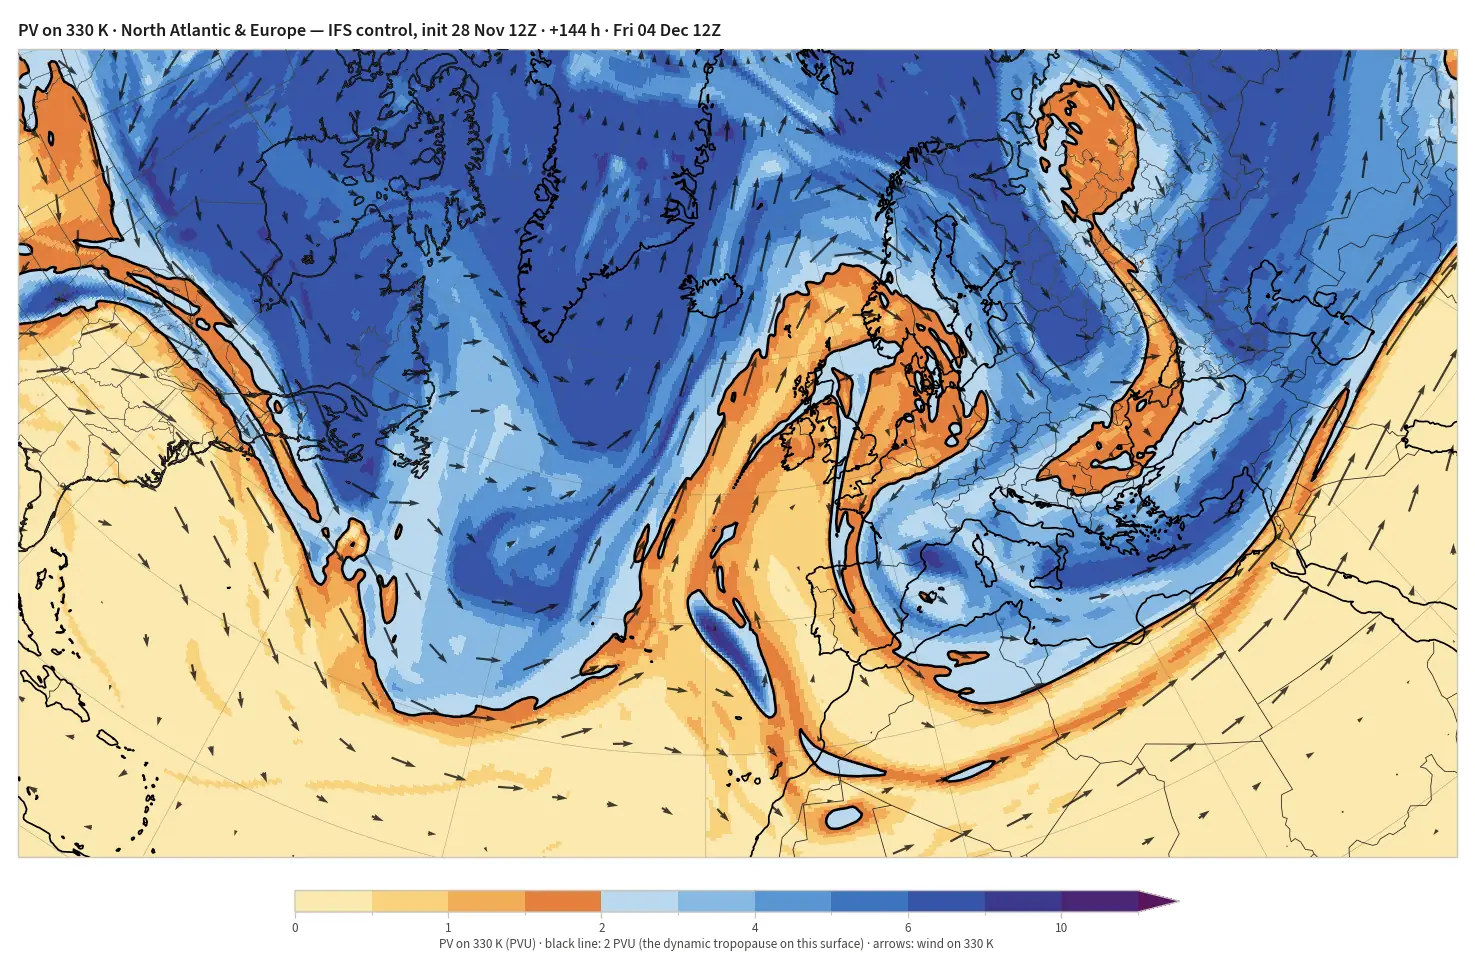 PV on 330 K · North Atlantic & Europe — IFS control, init 28 Nov 12Z · +144 h · Fri 04 Dec 12Z
0 1 2 4 6 10
PV on 330 K (PVU) · black line: 2 PVU (the dynamic tropopause on this surface) · arrows: wind on 330 K